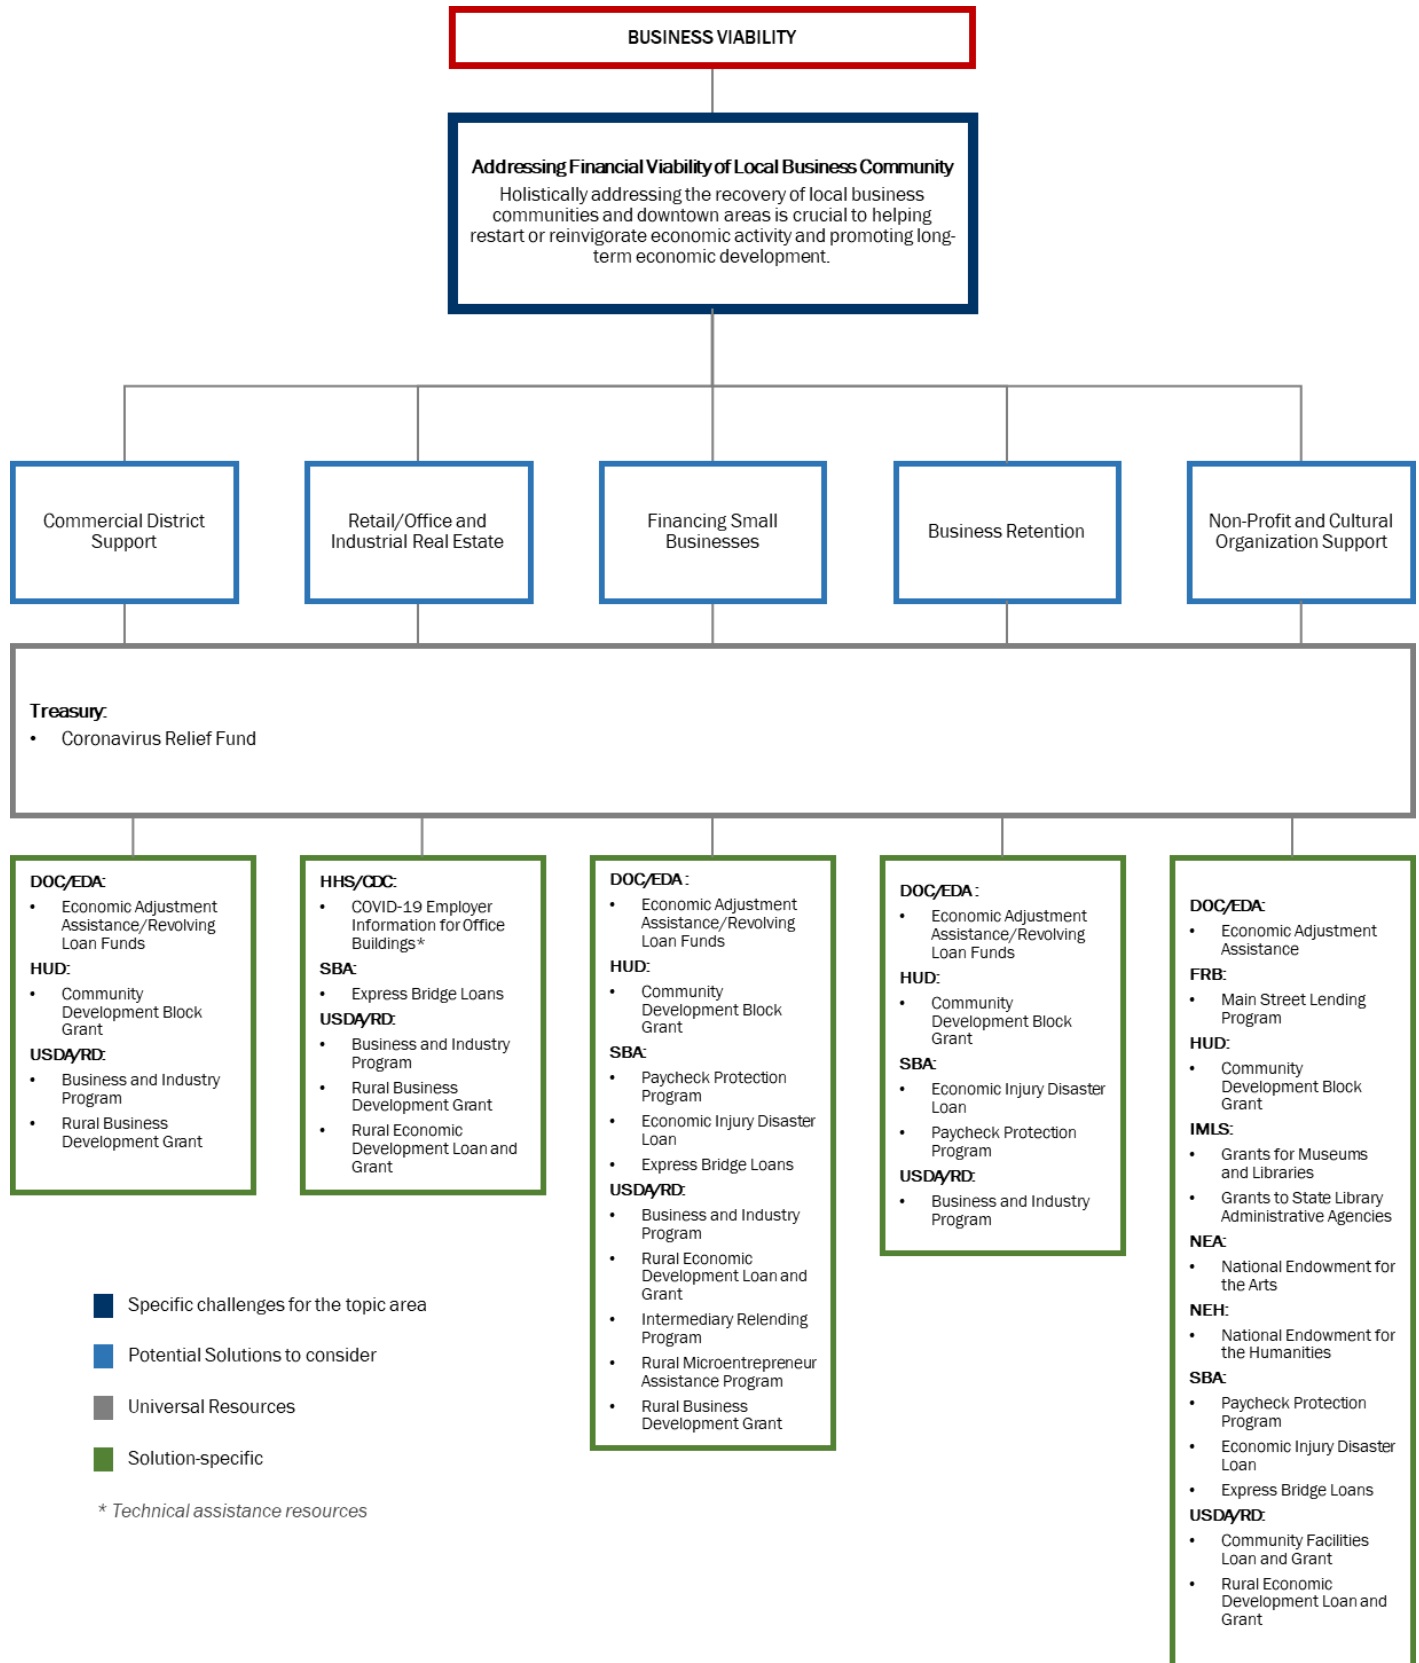 BUSINESS VIABILITY
Addressing Financial Viability of Local Business Community
Holistically addressing the recovery of local business
communities and downtown areas is crucial to helping
restart or reinvigorate economic activity and promoting long-
term economic development.
Commercial District
Support
Retail/Office and
Industrial Real Estate
Financing Small
Businesses
Business Retention
Non-Profit and Cultural
Organization Support
Treasury:
• Coronavirus Relief Fund
DOC/EDA:
• Economic Adjustment
Assistance/Revolving
Loan Funds
HUD:
• Community
Development Block
Grant
USDA/RD:
• Business and Industry
Program
• Rural Business
Development Grant
HHS/CDC:
• COVID-19 Employer
Information for Office
Buildings*
SBA:
• Express Bridge Loans
USDA/RD:
• Business and Industry
Program
• Rural Business
Development Grant
• Rural Economic
Development Loan and
Grant
DOC/EDA:
• Economic Adjustment
Assistance/Revolving
Loan Funds
HUD:
• Community
Development Block
Grant
SBA:
• Paycheck Protection
Program
• Economic Injury Disaster
Loan
• Express Bridge Loans
USDA/RD:
• Business and Industry
Program
• Rural Economic
Development Loan and
Grant
• Intermediary Relending
Program
• Rural Microentrepreneur
Assistance Program
• Rural Business
Development Grant
DOC/EDA:
• Economic Adjustment
Assistance/Revolving
Loan Funds
HUD:
• Community
Development Block
Grant
SBA:
• Economic Injury Disaster
Loan
• Paycheck Protection
Program
USDA/RD:
• Business and Industry
Program
DOC/EDA:
• Economic Adjustment
Assistance
FRB:
• Main Street Lending
Program
HUD:
• Community
Development Block
Grant
IMLS:
• Grants for Museums
and Libraries
• Grants to State Library
Administrative Agencies
NEA:
• National Endowment for
the Arts
NEH:
• National Endowment for
the Humanities
SBA:
• Paycheck Protection
Program
• Economic Injury Disaster
Loan
• Express Bridge Loans
USDA/RD:
• Community Facilities
Loan and Grant
• Rural Economic
Development Loan and
Grant
Specific challenges for the topic area
Potential Solutions to consider
Universal Resources
Solution-specific
* Technical assistance resources